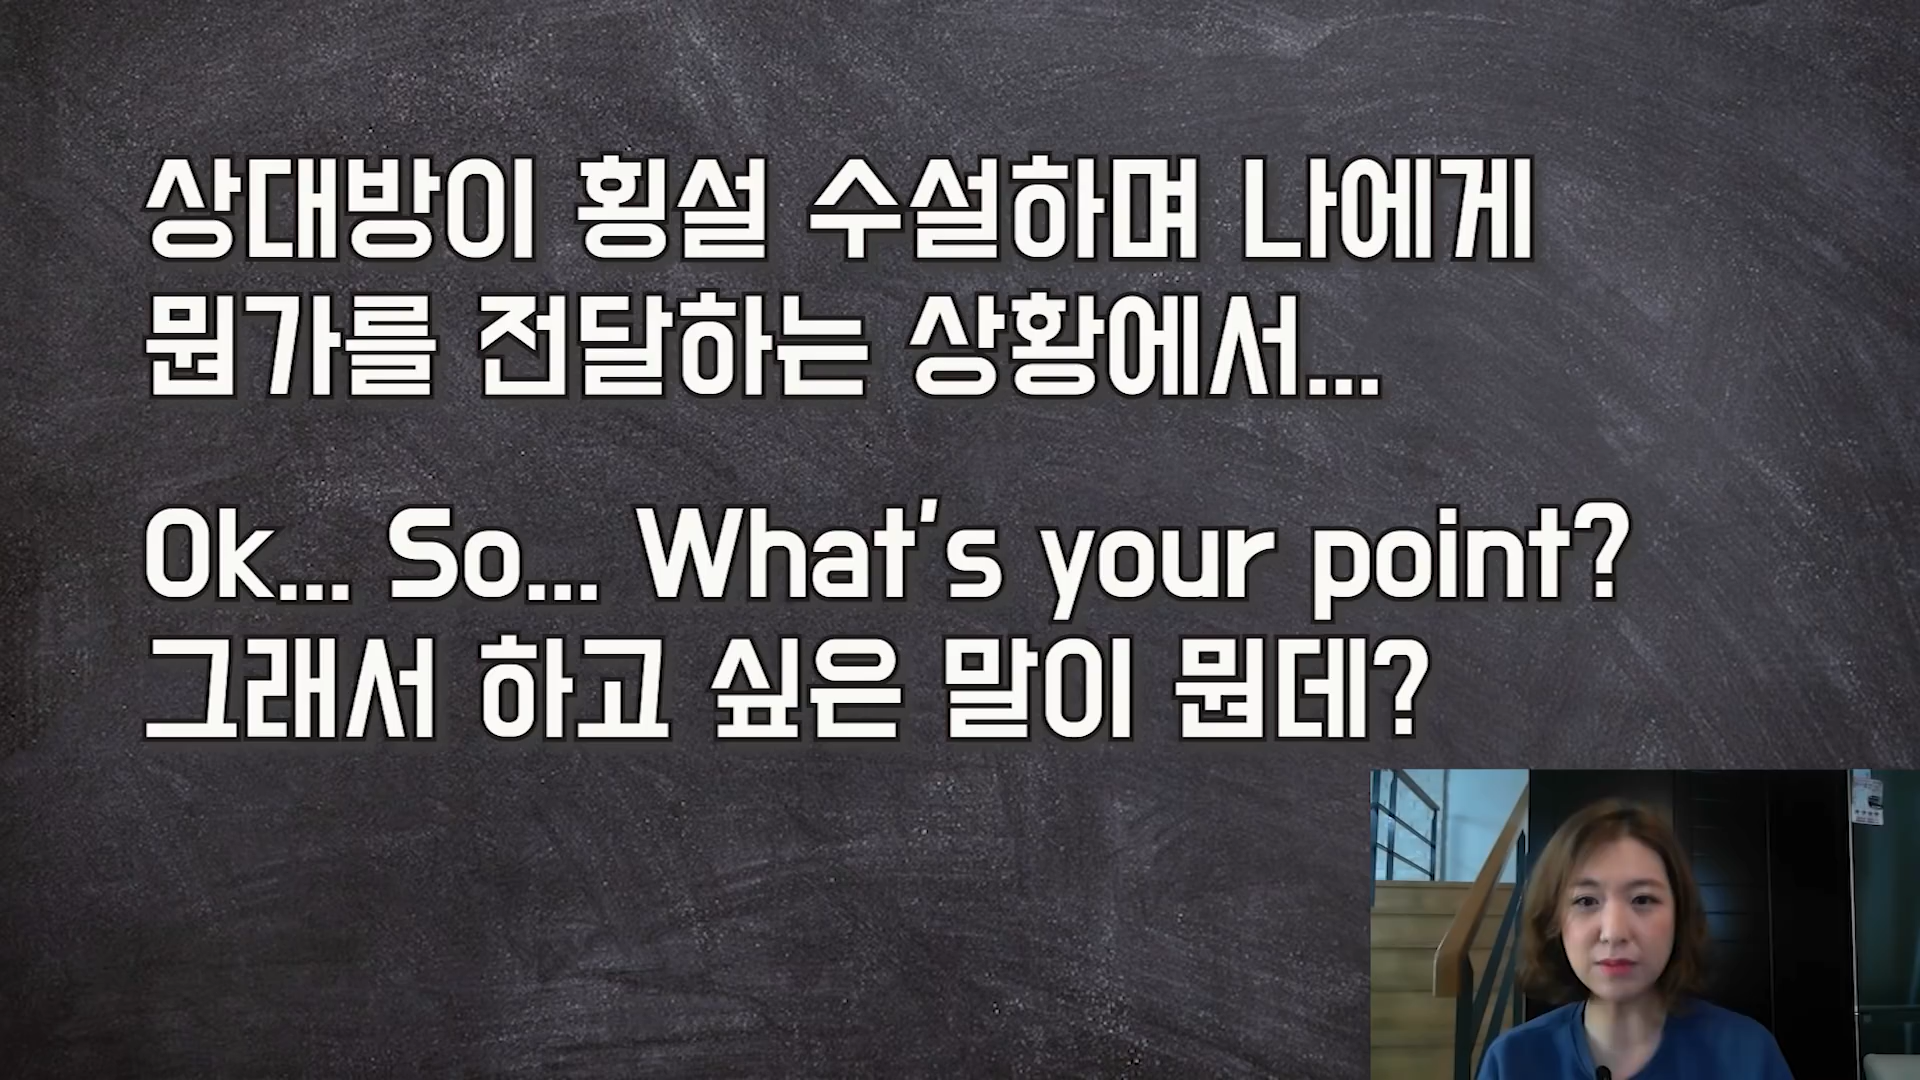 상대방이 횡설 수설하며 나에게
뭔가를 전달하는 상황에서...
Ok... So... What's your point?
그래서 하고 싶은 말이 뭔데?